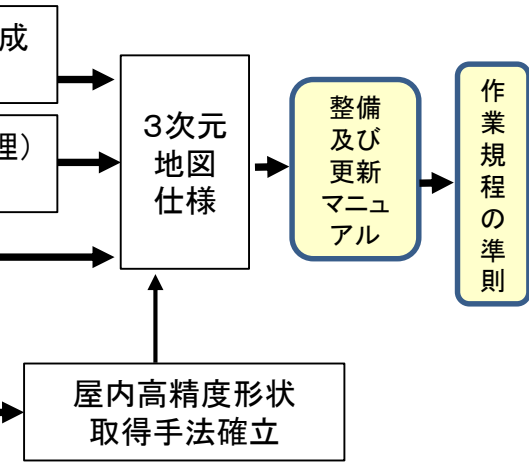 成
理）
3次元
地図
仕様
整備
及び
更新
マニュ
アル
作
業
規
程
の
準
則
屋内高精度形状
取得手法確立